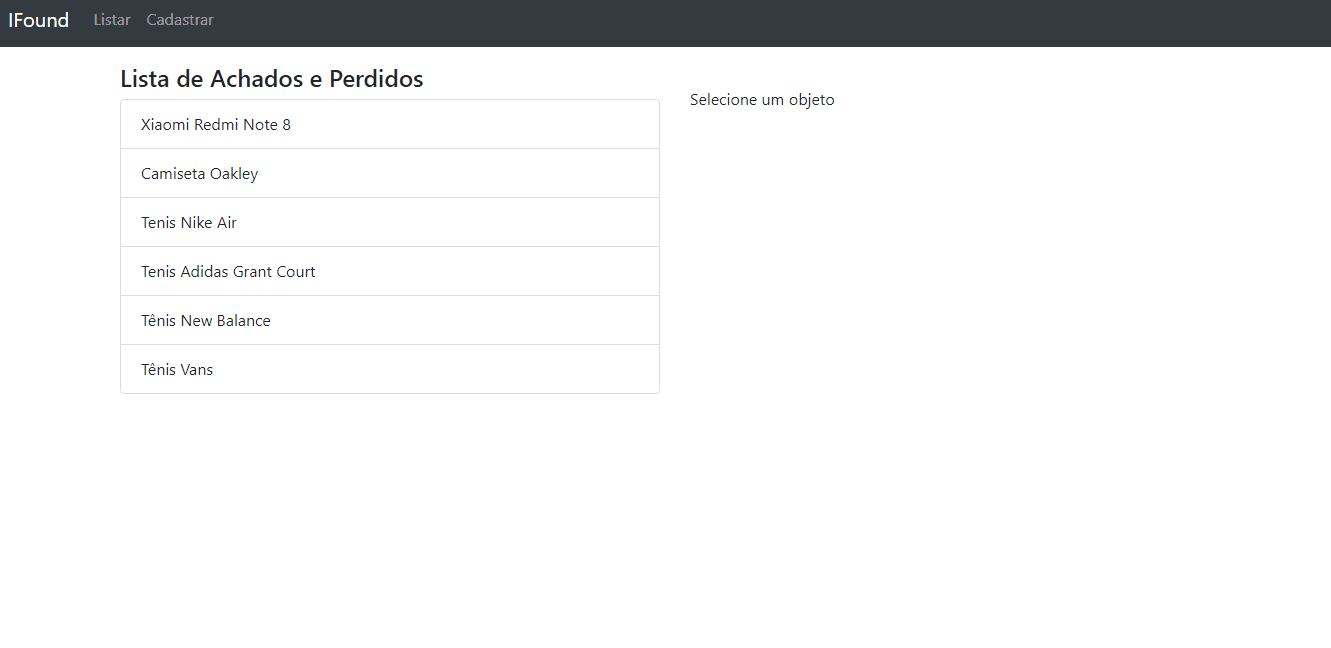 IFound Listar Cadastrar
Lista de Achados e Perdidos
Xiaomi Redmi Note 8
Camiseta Oakley
Tenis Nike Air
Tenis Adidas Grant Court
Tênis New Balance
Tênis Vans
Selecione um objeto